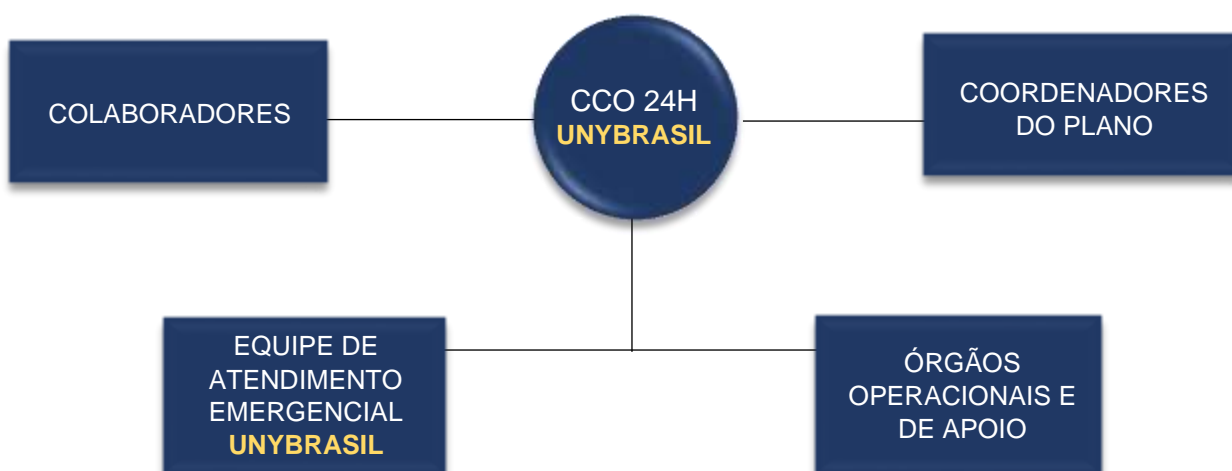 COLABORADORES
CCO 24H
UNYBRASIL
COORDENADORES
DO PLANO
EQUIPE DE
ATENDIMENTO
EMERGENCIAL
UNYBRASIL
ÓRGÃOS
OPERACIONAIS E
DE APOIO